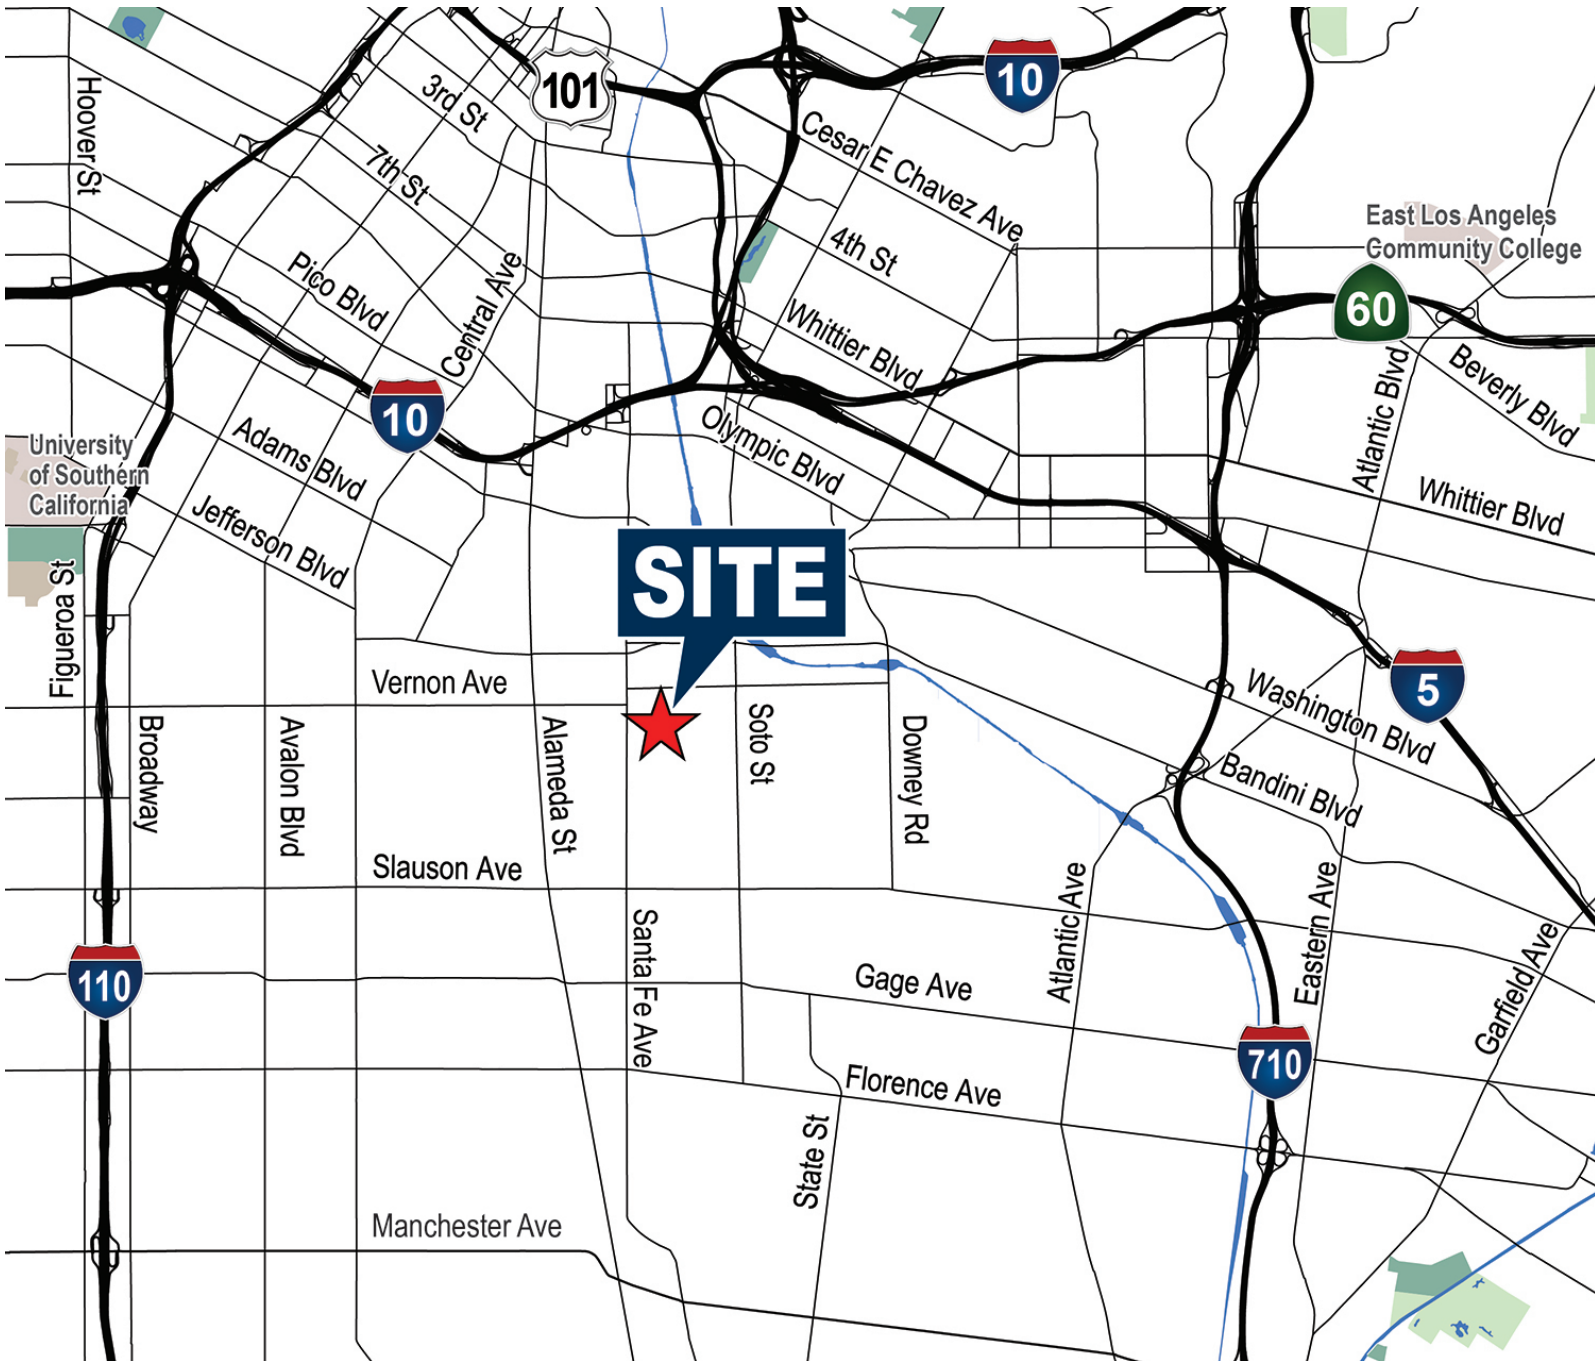 101
10
Hoover St
3rd St
Cesar E Chavez Ave
7th St
East Los Angeles
Community College
4th St
Pico Blvd
Central Ave
60
Whittier Blvd
Beverly Blvd
Atlantic Blvd
10
Olympic Blvd
Adams Blvd
University
of Southern
California
Whittier Blvd
Jefferson Blvd
SITE
Figueroa St
Vernon Ave
5
Washington Blvd
Broadway
Avalon Blvd
Alameda St
Soto St
Downey Rd
Bandini Blvd
Slauson Ave
Atlantic Ave
Eastern Ave
Santa Fe Ave
Garfield Ave
110
Gage Ave
710
Florence Ave
State St
Manchester Ave